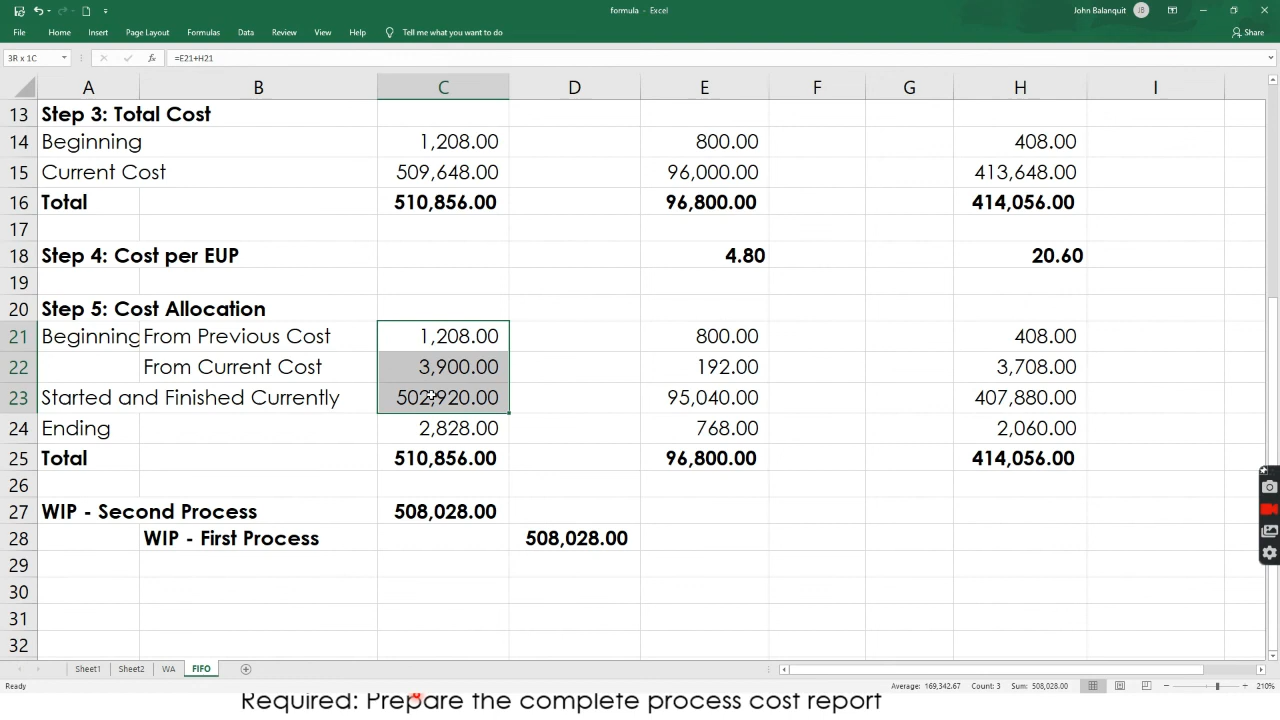 formula - Excel
John Balanquit JB
File Home Insert Page Layout Formulas Data Review View Help Tell me what you want to do Share
3R x 1C fx =E21+H21
A B C D E F G H I
13 Step 3: Total Cost
14 Beginning 1,208.00 800.00 408.00
15 Current Cost 509,648.00 96,000.00 413,648.00
16 Total 510,856.00 96,800.00 414,056.00
17
18 Step 4: Cost per EUP 4.80 20.60
19
20 Step 5: Cost Allocation
21 Beginning From Previous Cost 1,208.00 800.00 408.00
22 From Current Cost 3,900.00 192.00 3,708.00
23 Started and Finished Currently 502,920.00 95,040.00 407,880.00
24 Ending 2,828.00 768.00 2,060.00
25 Total 510,856.00 96,800.00 414,056.00
26
27 WIP - Second Process 508,028.00
28 WIP - First Process 508,028.00
29
30
31
32
Sheet1 Sheet2 WA FIFO
Ready Average: 169,342.67 Count: 3 Sum: 508,028.00 210%
Required: Prepare the complete process cost report